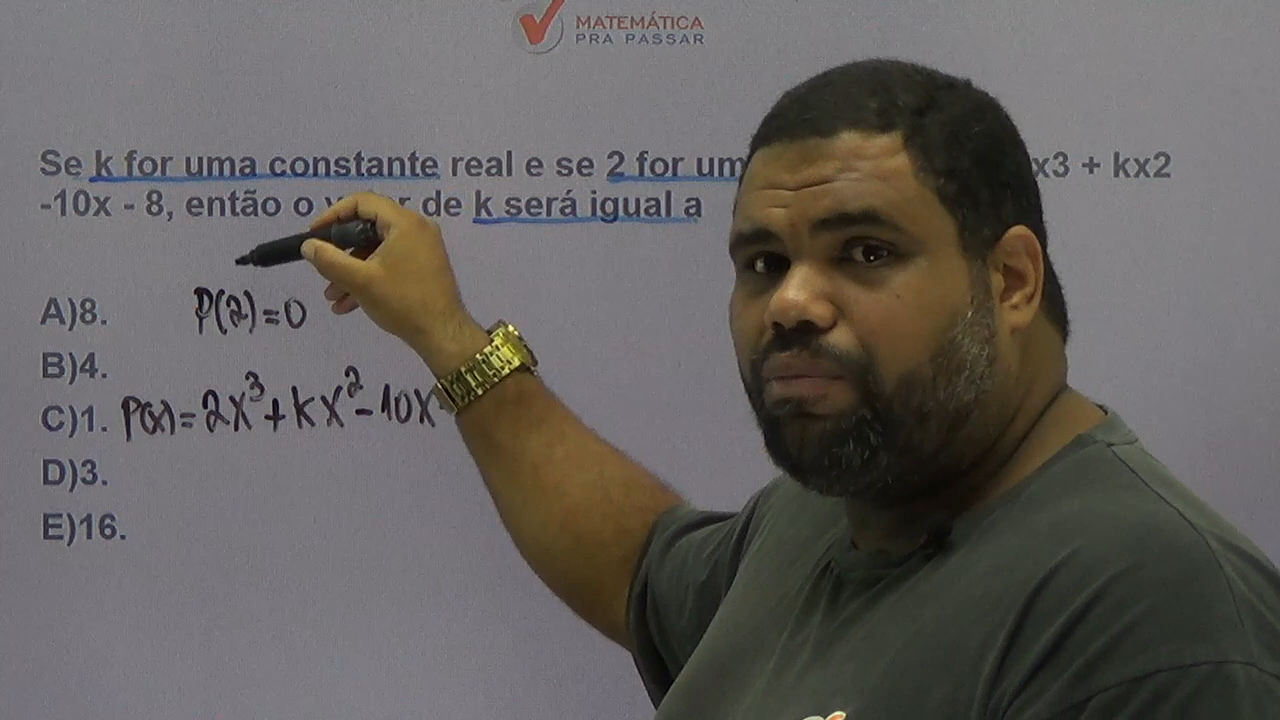 MATEMÁTICA
PRA PASSAR
Se k for uma constante real e se 2 for um x3 + kx2
-10x - 8, então o de k será igual a
A)8.
P(2)=0
B)4.
C)1. P(x)=2x³+kx²-10x
D)3.
E)16.